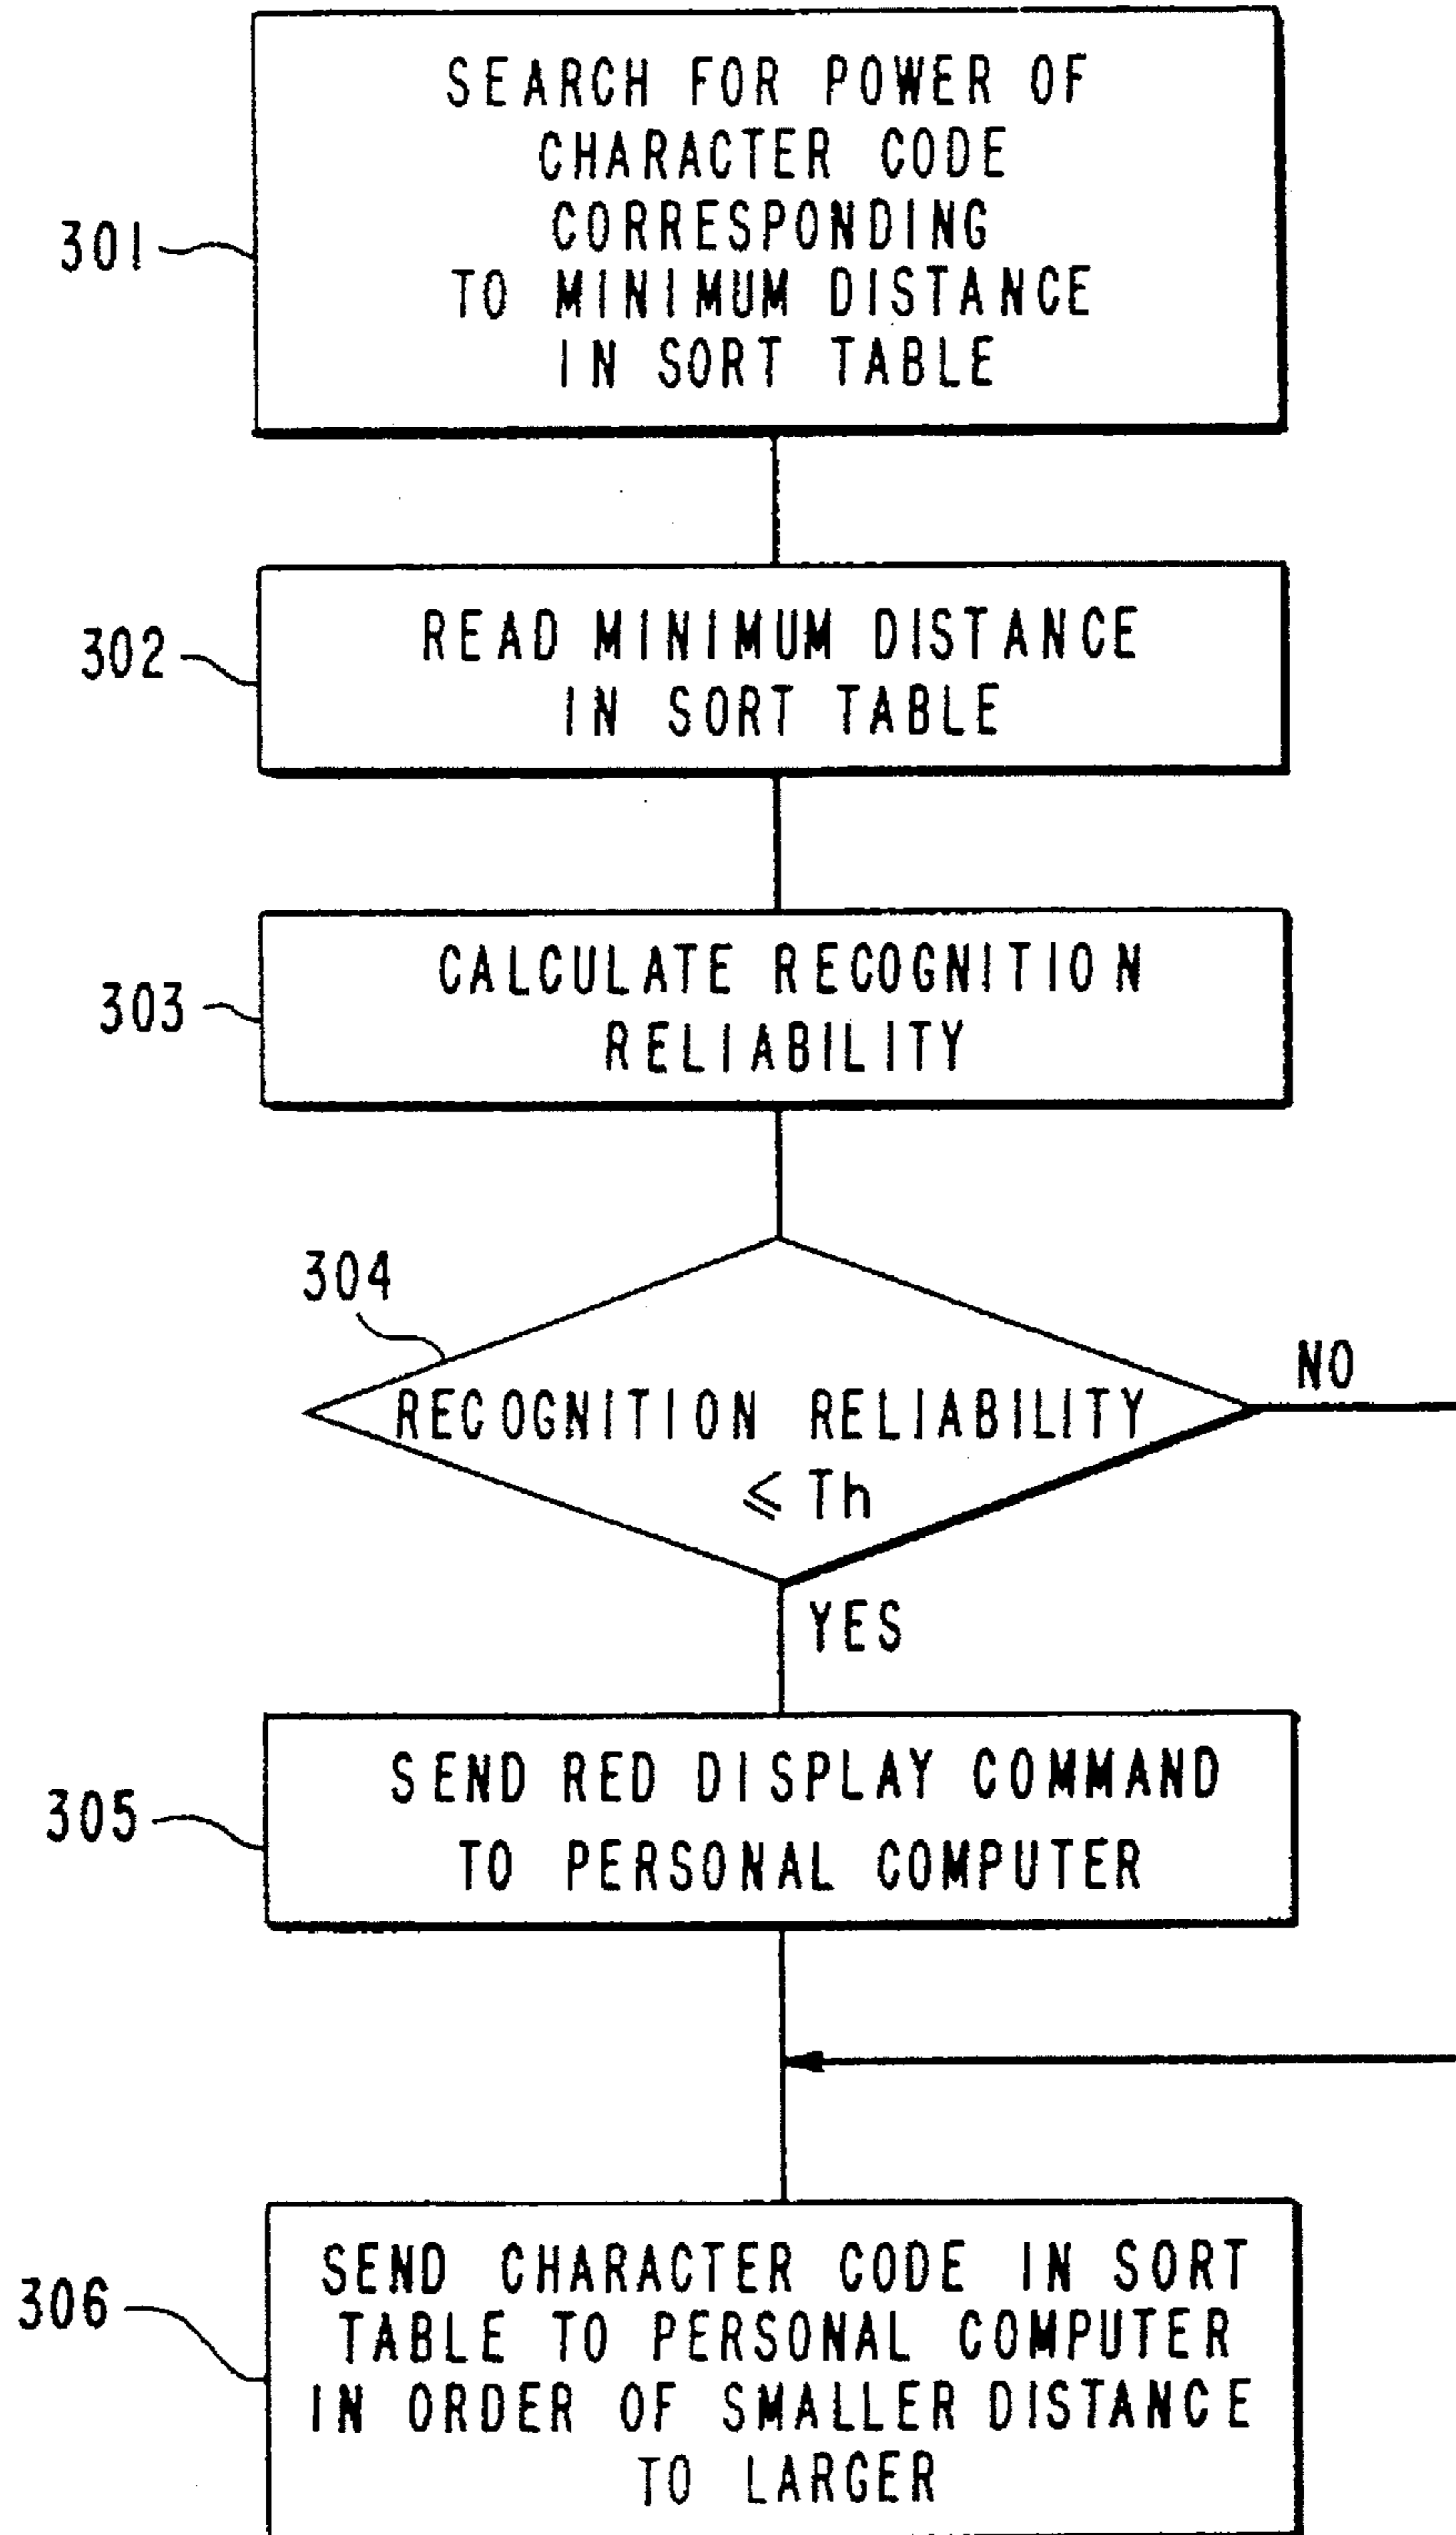 SEARCH FOR POWER OF
CHARACTER CODE
CORRESPONDING
TO MINIMUM DISTANCE
IN SORT TABLE
301
READ MINIMUM DISTANCE
IN SORT TABLE
302
CALCULATE RECOGNITION
RELIABILITY
303
304
RECOGNITION RELIABILITY
≤ Th
NO
YES
SEND RED DISPLAY COMMAND
TO PERSONAL COMPUTER
305
SEND CHARACTER CODE IN SORT
TABLE TO PERSONAL COMPUTER
IN ORDER OF SMALLER DISTANCE
TO LARGER
306